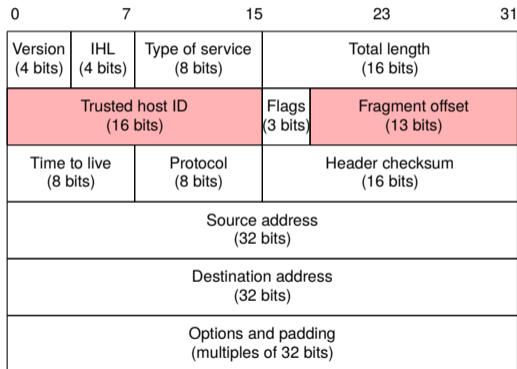 0 7 15 23 31
Version IHL Type of service Total length
(4 bits) (4 bits) (8 bits) (16 bits)
Trusted host ID Flags Fragment offset
(16 bits) (3 bits) (13 bits)
Time to live Protocol Header checksum
(8 bits) (8 bits) (16 bits)
Source address
(32 bits)
Destination address
(32 bits)
Options and padding
(multiples of 32 bits)